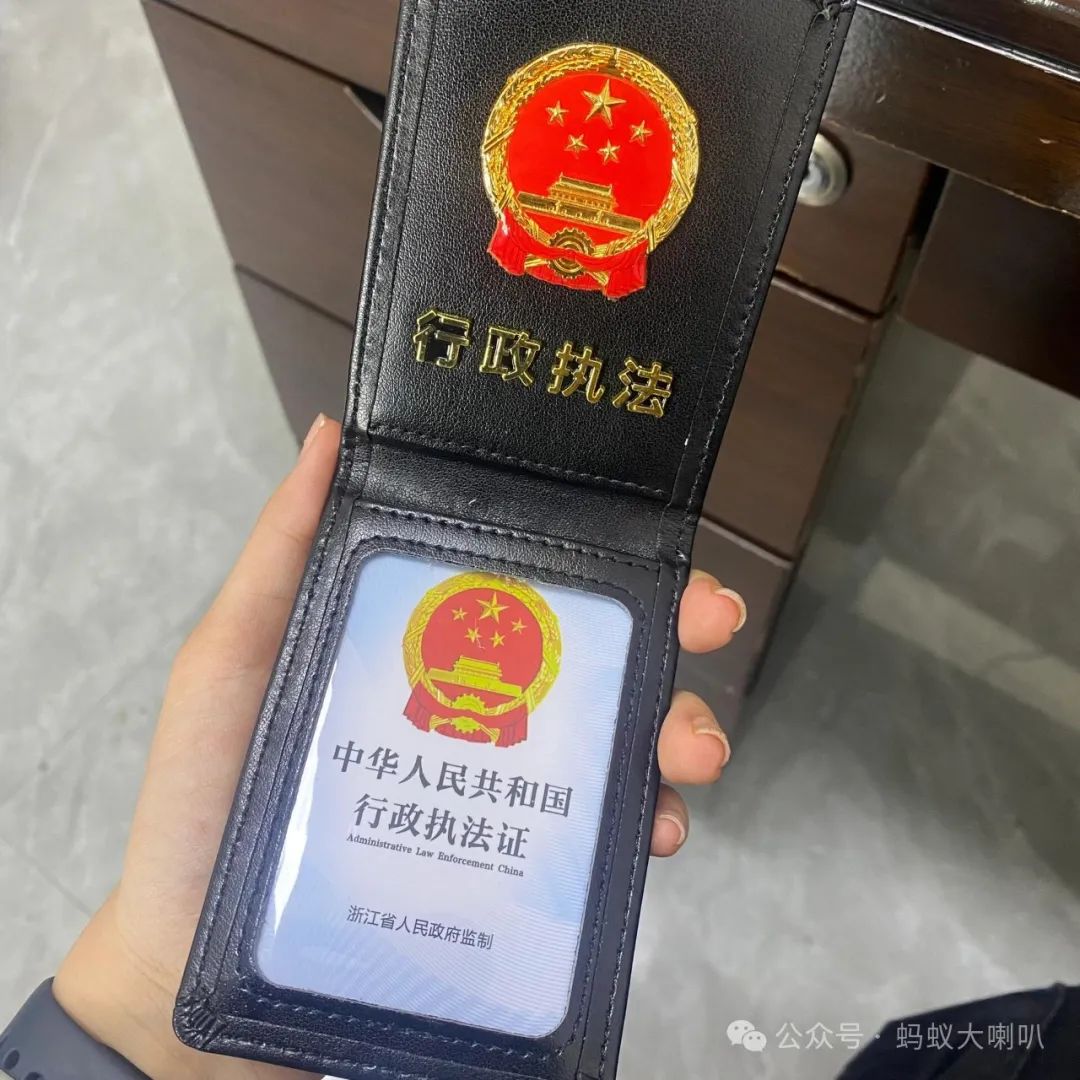 行政执法
中华人民共和国
行政执法证
Administrative Law Enforcement China
浙江省人民政府监制
公众号 · 蚂蚁大喇叭